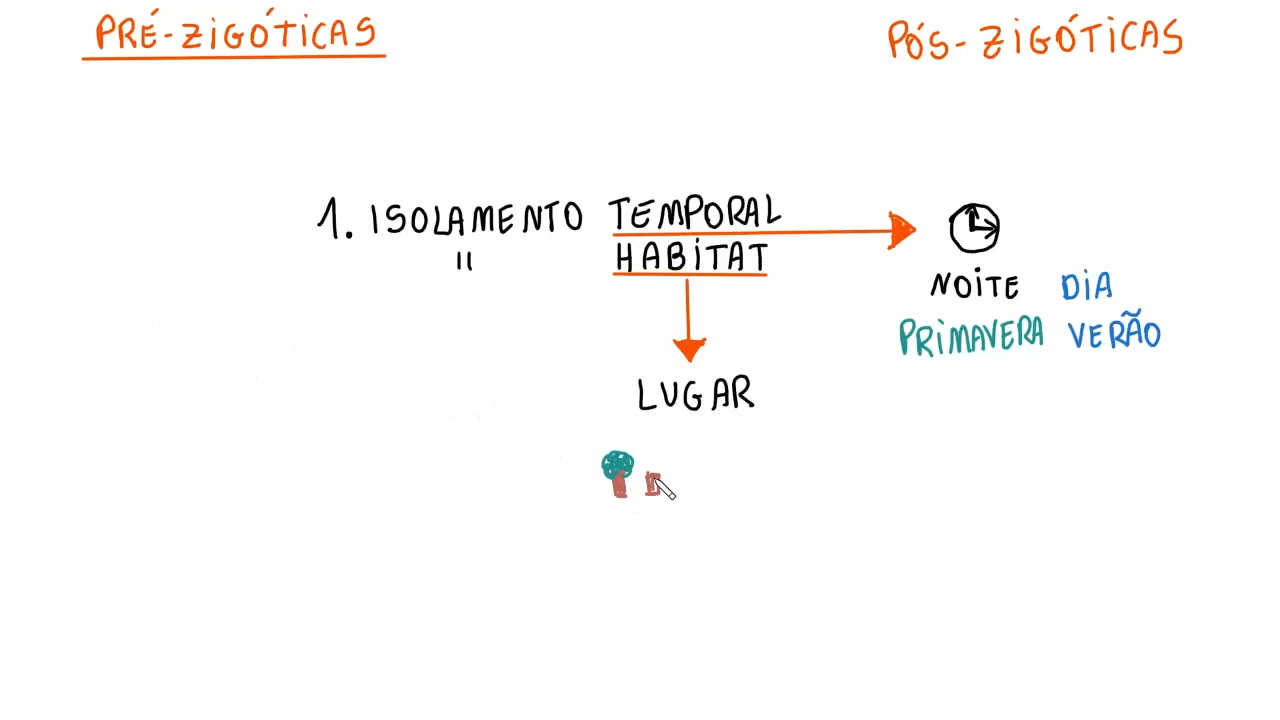 PRÉ-ZIGÓTICAS
PÓS-ZIGÓTICAS
1. ISOLAMENTO TEMPORAL
" HABITAT
NOITE DIA
PRIMAVERA VERÃO
LUGAR